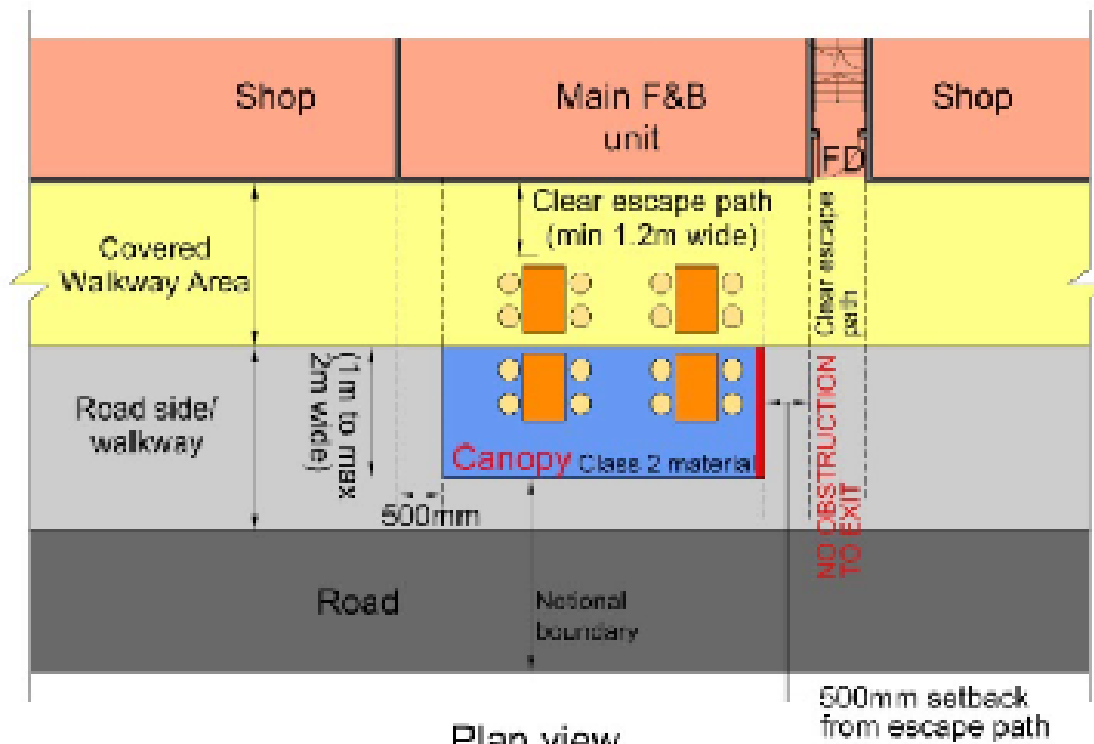 Shop
Main F&B
unit
Shop
FD
Clear escape path
(min 1.2m wide)
Covered
Walkway Area
Clear escape
path
Road side/
walkway
(1m to max
2m wide)
Canopy Class 2 material
500mm
NO OBSTRUCTION
TO EXIT
Road
Notional
boundary
500mm setback
from escape path
Plan view